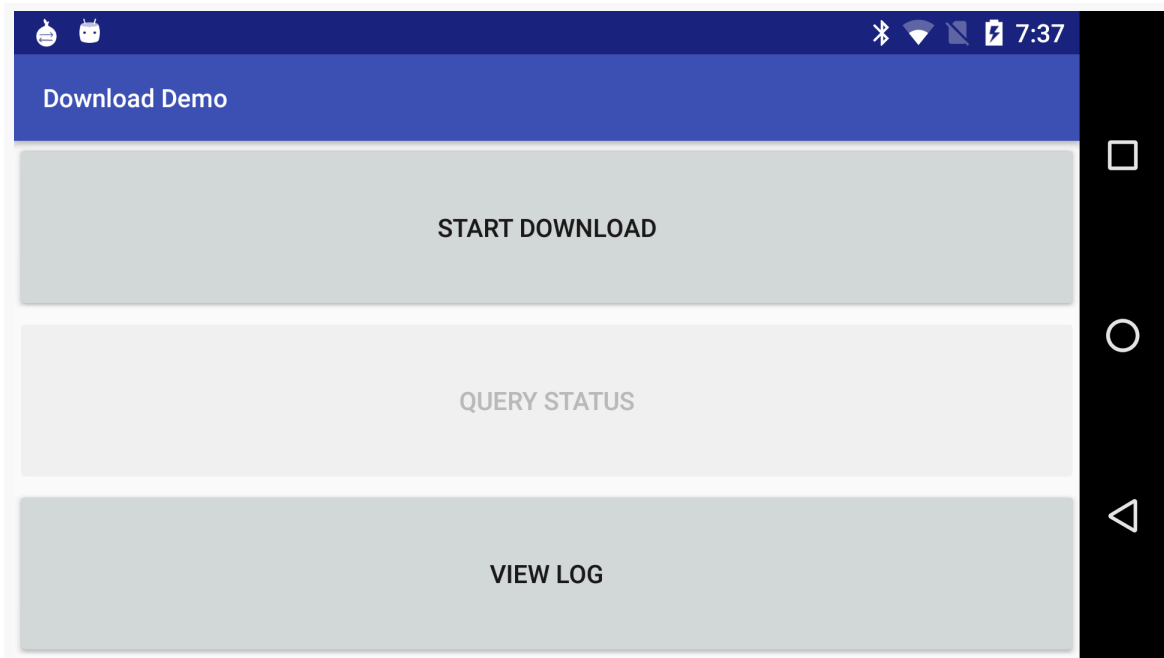 7:37
Download Demo
START DOWNLOAD
QUERY STATUS
VIEW LOG